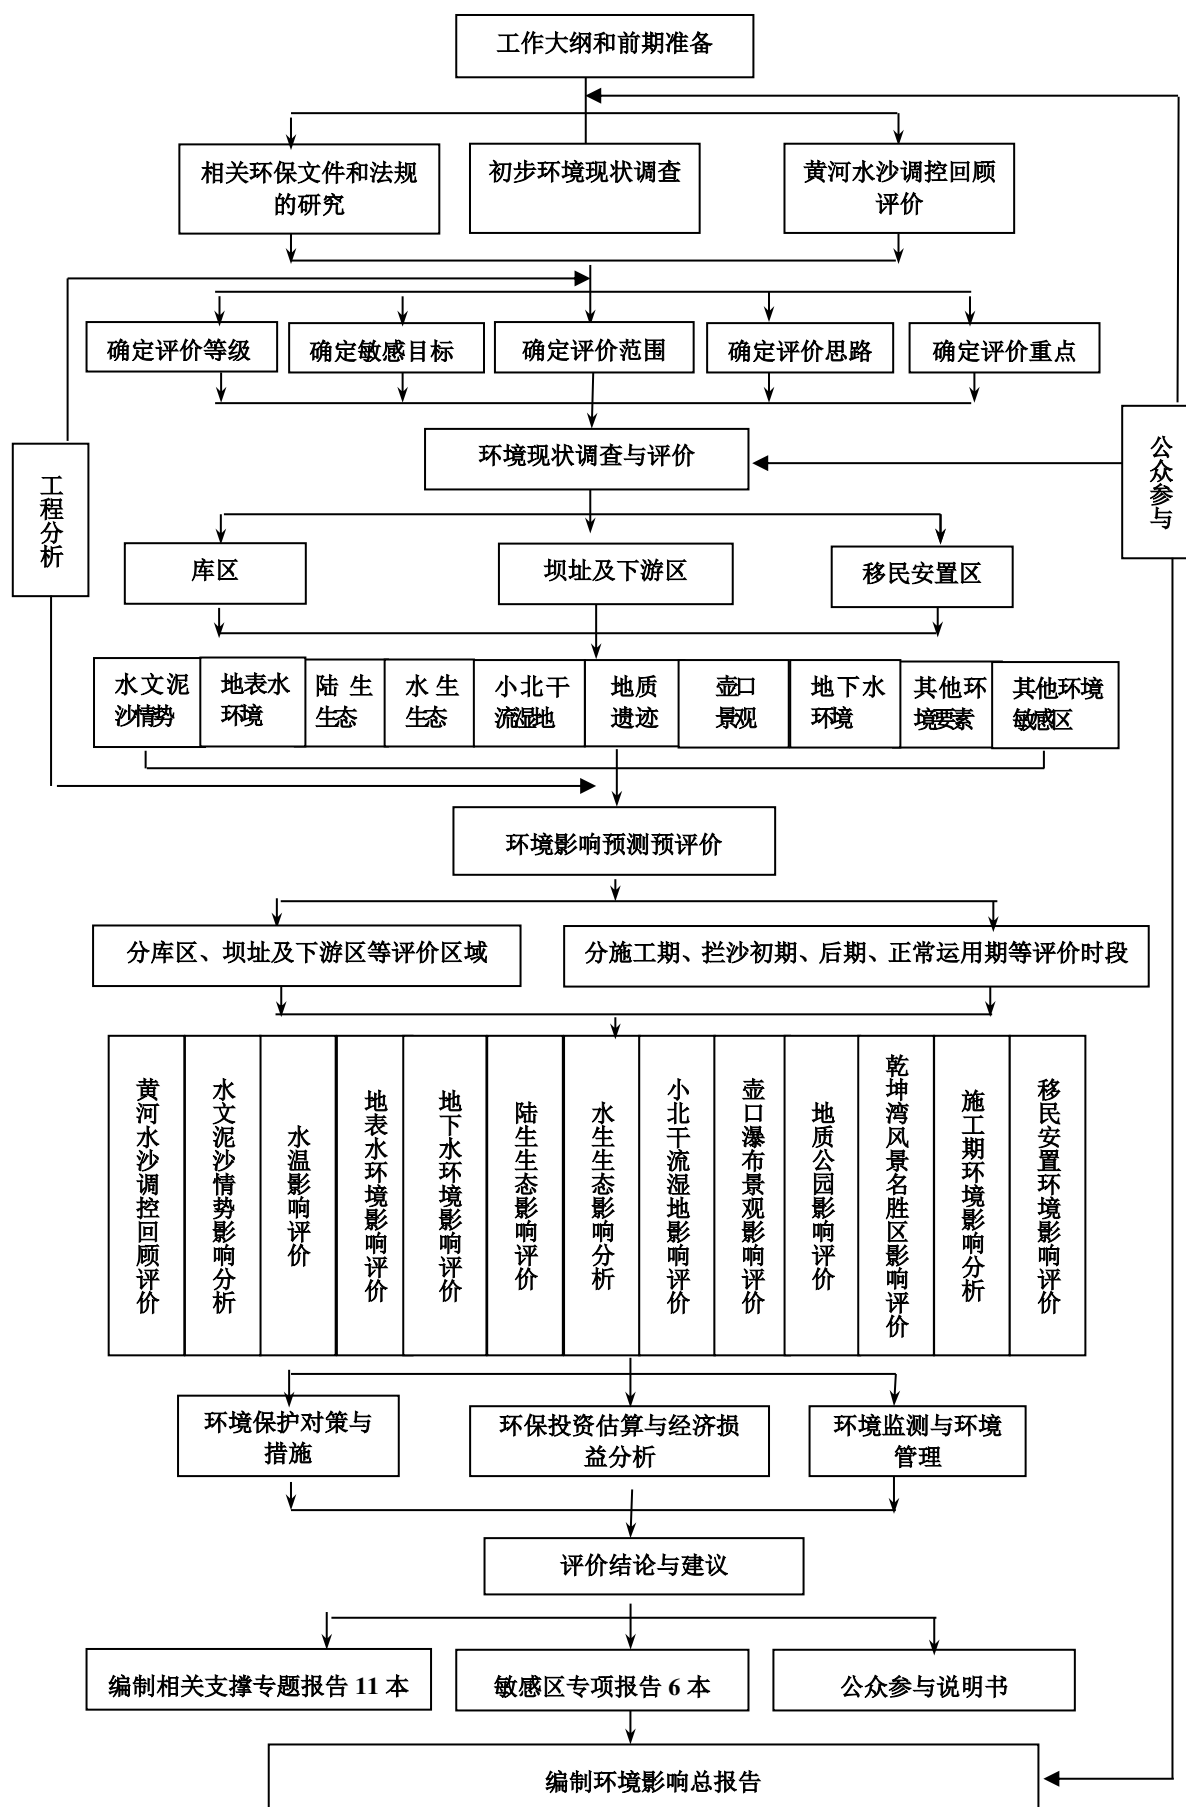 工作大纲和前期准备
相关环保文件和法规
的研究
初步环境现状调查
黄河水沙调控回顾
评价
确定评价等级
确定敏感目标
确定评价范围
确定评价思路
确定评价重点
环境现状调查与评价
公众参与
工程分析
库区
坝址及下游区
移民安置区
水文泥
沙情势
地表水
环境
陆生
生态
水生
生态
小北干
流湿地
地质
遗迹
壶口
景观
地下水
环境
其他环
境要素
其他环境
敏感区
环境影响预测预评价
分库区、坝址及下游区等评价区域
分施工期、拦沙初期、后期、正常运用期等评价时段
黄河水沙调控回顾评价
水文泥沙情势影响分析
水温影响评价
地表水环境影响评价
地下水环境影响评价
陆生生态影响评价
水生生态影响分析
小北干流湿地影响评价
壶口瀑布景观影响评价
地质公园影响评价
乾坤湾风景名胜区影响评价
施工期环境影响分析
移民安置环境影响评价
环境保护对策与
措施
环保投资估算与经济损
益分析
环境监测与环境
管理
评价结论与建议
编制相关支撑专题报告 11 本
敏感区专项报告 6 本
公众参与说明书
编制环境影响总报告